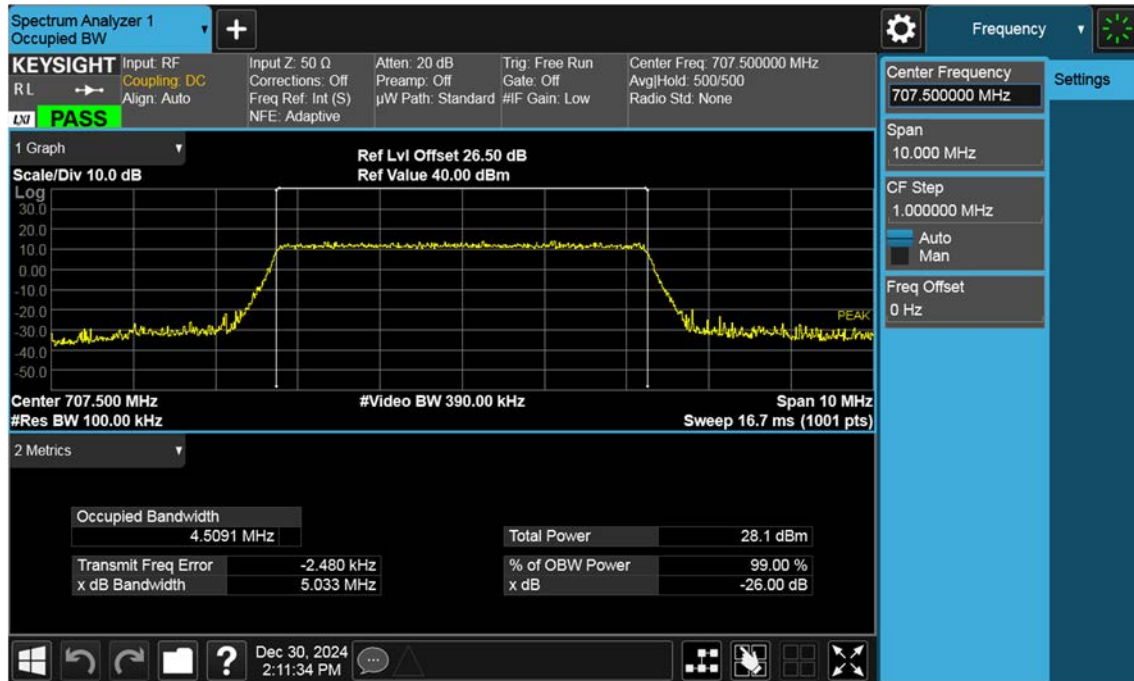 Spectrum Analyzer 1
Occupied BW
+
Frequency
KEYSIGHT
R L
LXI
PASS
Input: RF
Coupling: DC
Align: Auto
Input Z: 50 Ω
Corrections: Off
Freq Ref: Int (S)
NFE: Adaptive
Atten: 20 dB
Preamp: Off
µW Path: Standard
Trig: Free Run
Gate: Off
#IF Gain: Low
Center Freq: 707.500000 MHz
Avg|Hold: 500/500
Radio Std: None
Center Frequency
707.500000 MHz
Settings
Span
10.000 MHz
CF Step
1.000000 MHz
Auto
Man
Freq Offset
0 Hz
1 Graph
Scale/Div 10.0 dB
Ref Lvl Offset 26.50 dB
Ref Value 40.00 dBm
Log
30.0
20.0
10.0
0.00
-10.0
-20.0
-30.0
-40.0
-50.0
PEAK
Center 707.500 MHz
#Video BW 390.00 kHz
Span 10 MHz
#Res BW 100.00 kHz
Sweep 16.7 ms (1001 pts)
2 Metrics
Occupied Bandwidth
4.5091 MHz
Total Power 28.1 dBm
Transmit Freq Error -2.480 kHz
% of OBW Power 99.00 %
x dB Bandwidth 5.033 MHz
x dB -26.00 dB
?
Dec 30, 2024
2:11:34 PM